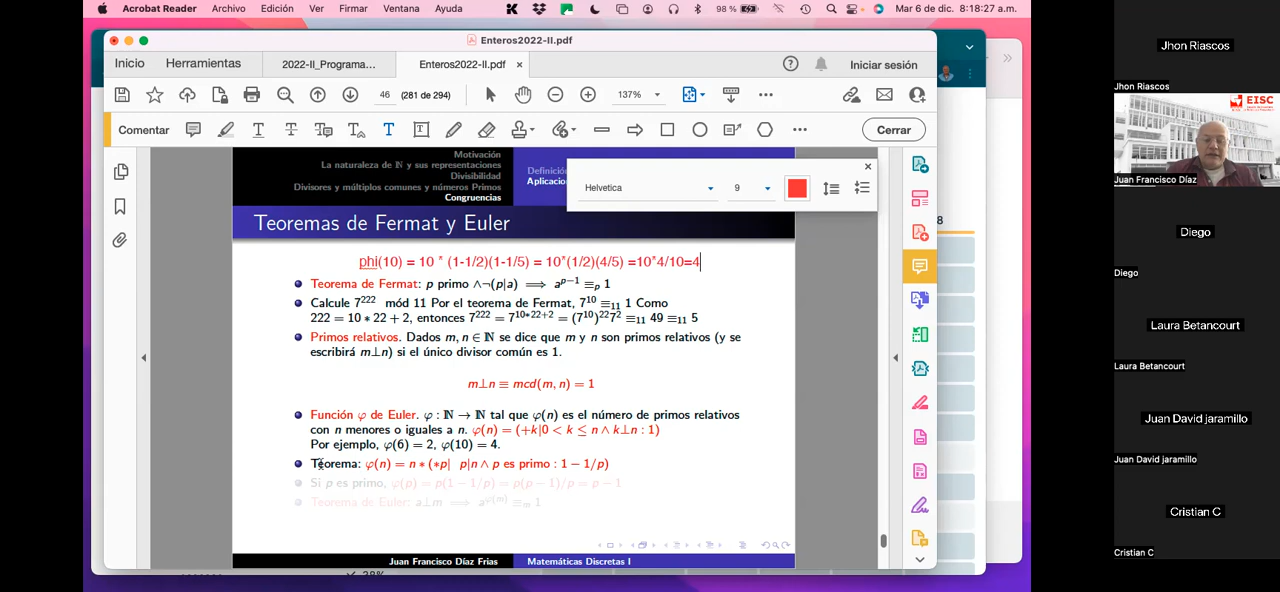 Acrobat Reader Archivo Edición Ver Firmar Ventana Ayuda 98 % Mar 6 de dic. 8:18:27 a.m.
Enteros2022-II.pdf
Inicio Herramientas 2022-II_Programa... Enteros2022-II.pdf × Iniciar sesión
46 (281 de 294) 137%
Comentar Cerrar
Motivación
La naturaleza de ℕ y sus representaciones
Divisibilidad
Divisores y múltiplos comunes y números Primos
Congruencias
Helvetica 9
Teoremas de Fermat y Euler
phi(10) = 10 * (1-1/2)(1-1/5) = 10*(1/2)(4/5) =10*4/10=4
Teorema de Fermat: p primo ∧¬(p|a) ⟹ a^{p−1} ≡_p 1
Calcule 7^{222} mód 11 Por el teorema de Fermat, 7^{10} ≡_{11} 1 Como
222 = 10 * 22 + 2, entonces 7^{222} = 7^{10*22+2} = (7^{10})^{22}7^2 ≡_{11} 49 ≡_{11} 5
Primos relativos. Dados m, n ∈ ℕ se dice que m y n son primos relativos (y se
escribirá m⊥n) si el único divisor común es 1.
m⊥n ≡ mcd(m, n) = 1
Función φ de Euler. φ : ℕ → ℕ tal que φ(n) es el número de primos relativos
con n menores o iguales a n. φ(n) = (+k|0 < k ≤ n ∧ k⊥n : 1)
Por ejemplo, φ(6) = 2, φ(10) = 4.
Teorema: φ(n) = n * (*p| p|n ∧ p es primo : 1 − 1/p)
Si p es primo, φ(p) = p(1 − 1/p) = p(p − 1)/p = p − 1
Teorema de Euler: a⊥m ⟹ a^{φ(m)} ≡_m 1
Juan Francisco Díaz Frias Matemáticas Discretas I
Jhon Riascos
Jhon Riascos
EISC
Juan Francisco Díaz
Diego
Diego
Laura Betancourt
Laura Betancourt
Juan David jaramillo
Juan David jaramillo
Cristian C
Cristian C